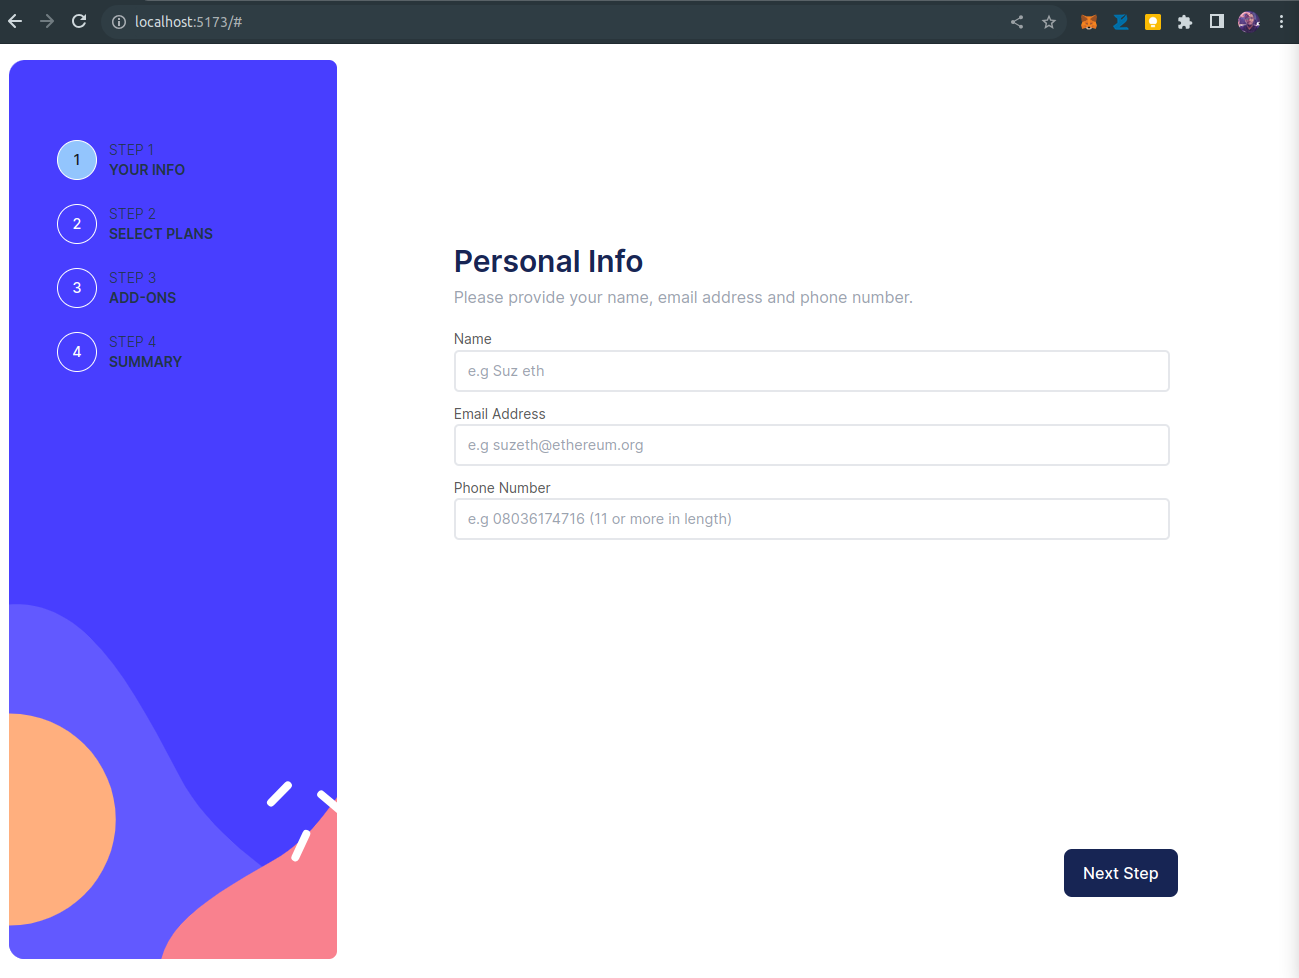 localhost:5173/#
1
STEP 1
YOUR INFO
2
STEP 2
SELECT PLANS
3
STEP 3
ADD-ONS
4
STEP 4
SUMMARY
Personal Info
Please provide your name, email address and phone number.
Name
e.g Suz eth
Email Address
e.g suzeth@ethereum.org
Phone Number
e.g 08036174716 (11 or more in length)
Next Step